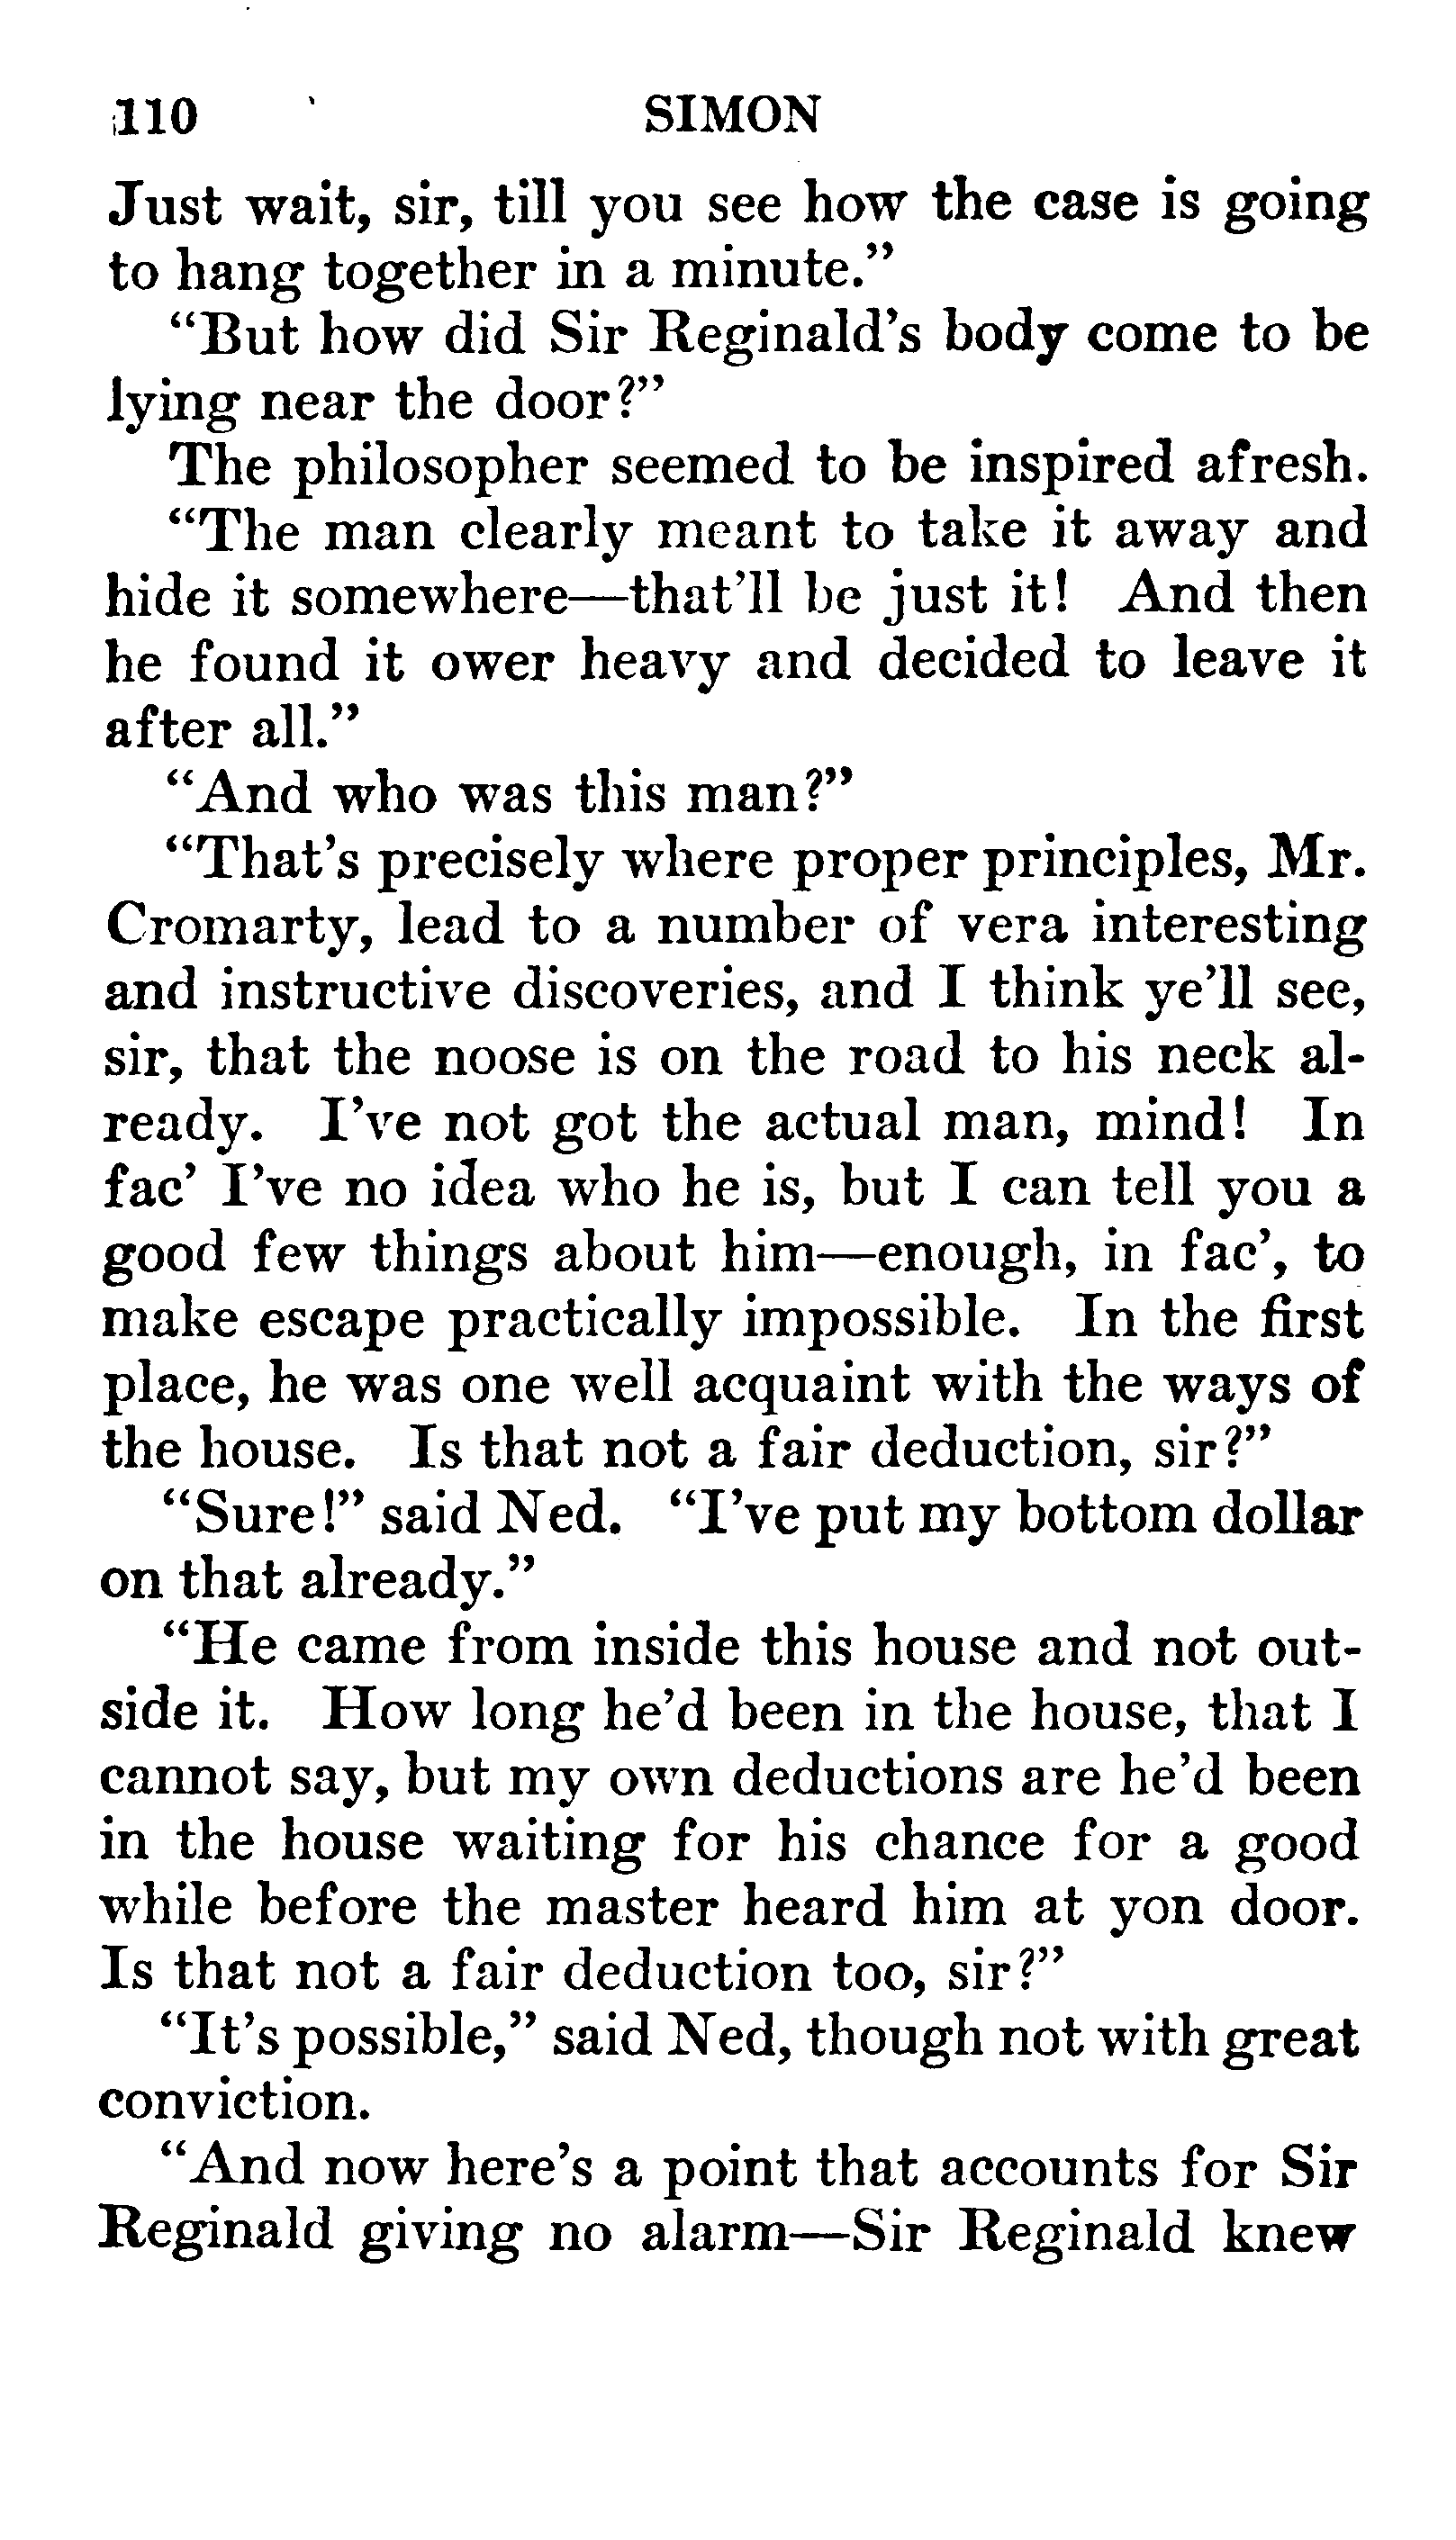 110 SIMON
Just wait, sir, till you see how the case is going
to hang together in a minute.”
“But how did Sir Reginald’s body come to be
lying near the door?”
The philosopher seemed to be inspired afresh.
“The man clearly meant to take it away and
hide it somewhere—that’ll be just it! And then
he found it ower heavy and decided to leave it
after all.”
“And who was this man?”
“That’s precisely where proper principles, Mr.
Cromarty, lead to a number of vera interesting
and instructive discoveries, and I think ye’ll see,
sir, that the noose is on the road to his neck al-
ready. I’ve not got the actual man, mind! In
fac’ I’ve no idea who he is, but I can tell you a
good few things about him—enough, in fac’, to
make escape practically impossible. In the first
place, he was one well acquaint with the ways of
the house. Is that not a fair deduction, sir?”
“Sure!” said Ned. “I’ve put my bottom dollar
on that already.”
“He came from inside this house and not out-
side it. How long he’d been in the house, that I
cannot say, but my own deductions are he’d been
in the house waiting for his chance for a good
while before the master heard him at yon door.
Is that not a fair deduction too, sir?”
“It’s possible,” said Ned, though not with great
conviction.
“And now here’s a point that accounts for Sir
Reginald giving no alarm—Sir Reginald knew